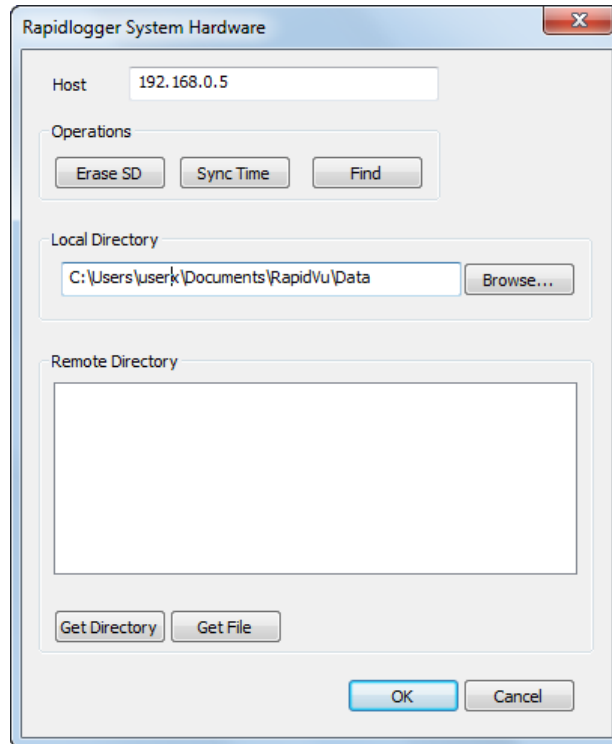 Rapidlogger System Hardware
Host 192.168.0.5
Operations
Erase SD Sync Time Find
Local Directory
C:\Users\userx\Documents\RapidVu\Data Browse...
Remote Directory
Get Directory Get File
OK Cancel